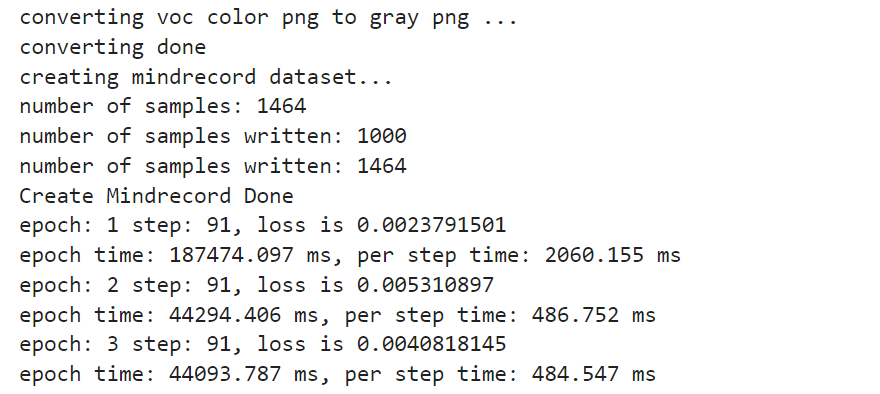 converting voc color png to gray png ...
converting done
creating mindrecord dataset...
number of samples: 1464
number of samples written: 1000
number of samples written: 1464
Create Mindrecord Done
epoch: 1 step: 91, loss is 0.0023791501
epoch time: 187474.097 ms, per step time: 2060.155 ms
epoch: 2 step: 91, loss is 0.005310897
epoch time: 44294.406 ms, per step time: 486.752 ms
epoch: 3 step: 91, loss is 0.0040818145
epoch time: 44093.787 ms, per step time: 484.547 ms